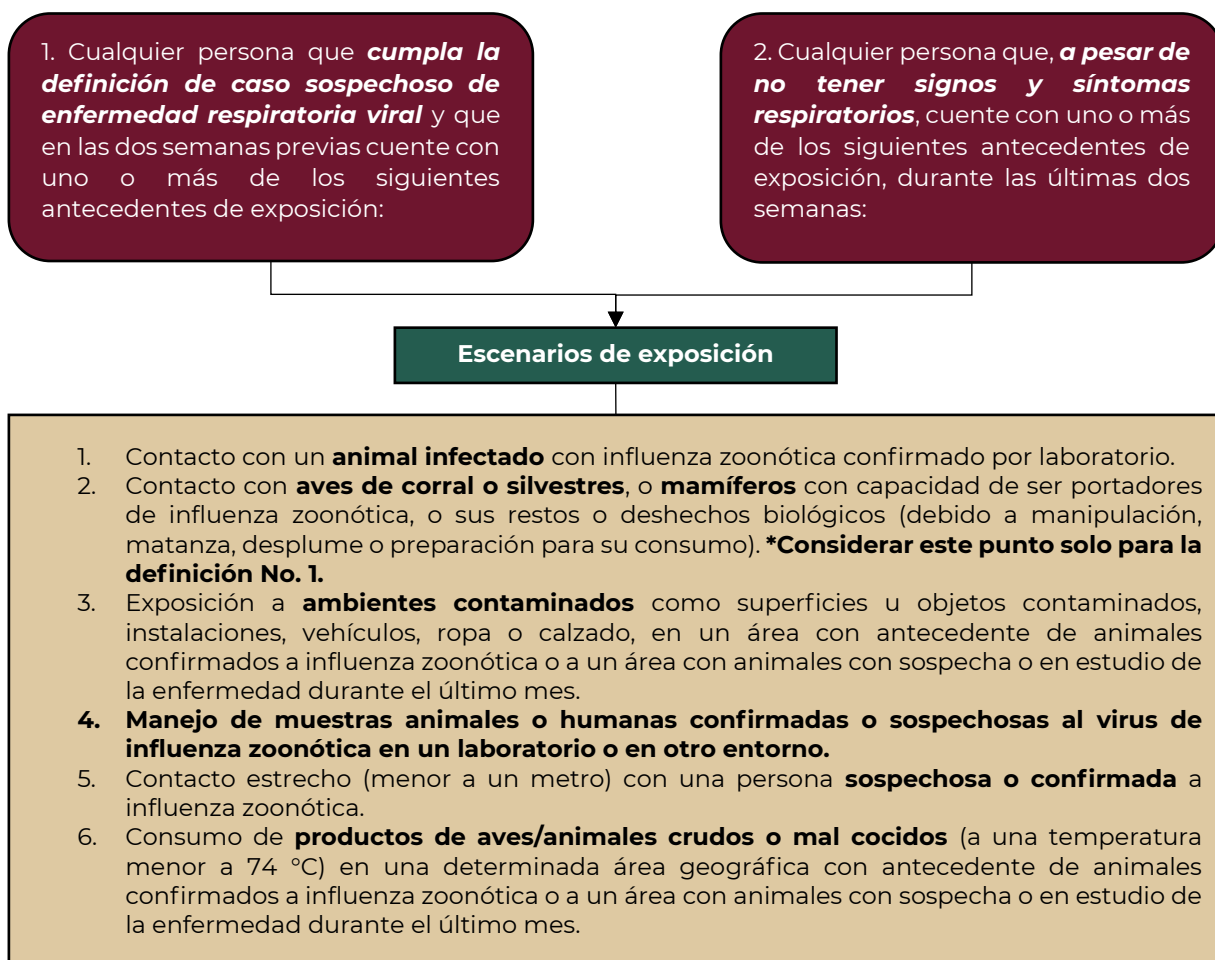 1. Cualquier persona que cumpla la
definición de caso sospechoso de
enfermedad respiratoria viral y que
en las dos semanas previas cuente con
uno o más de los siguientes
antecedentes de exposición:
2. Cualquier persona que, a pesar de
no tener signos y síntomas
respiratorios, cuente con uno o más
de los siguientes antecedentes de
exposición, durante las últimas dos
semanas:
Escenarios de exposición
1. Contacto con un animal infectado con influenza zoonótica confirmado por laboratorio.
2. Contacto con aves de corral o silvestres, o mamíferos con capacidad de ser portadores
de influenza zoonótica, o sus restos o deshechos biológicos (debido a manipulación,
matanza, desplume o preparación para su consumo). *Considerar este punto solo para la
definición No. 1.
3. Exposición a ambientes contaminados como superficies u objetos contaminados,
instalaciones, vehículos, ropa o calzado, en un área con antecedente de animales
confirmados a influenza zoonótica o a un área con animales con sospecha o en estudio de
la enfermedad durante el último mes.
4. Manejo de muestras animales o humanas confirmadas o sospechosas al virus de
influenza zoonótica en un laboratorio o en otro entorno.
5. Contacto estrecho (menor a un metro) con una persona sospechosa o confirmada a
influenza zoonótica.
6. Consumo de productos de aves/animales crudos o mal cocidos (a una temperatura
menor a 74 °C) en una determinada área geográfica con antecedente de animales
confirmados a influenza zoonótica o a un área con animales con sospecha o en estudio de
la enfermedad durante el último mes.